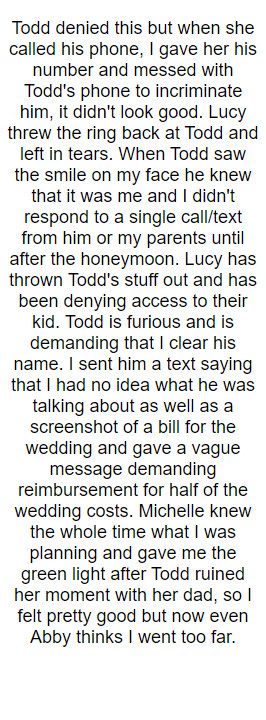 Todd denied this but when she
called his phone, I gave her his
number and messed with
Todd's phone to incriminate
him, it didn't look good. Lucy
threw the ring back at Todd and
left in tears. When Todd saw
the smile on my face he knew
that it was me and I didn't
respond to a single call/text
from him or my parents until
after the honeymoon. Lucy has
thrown Todd's stuff out and has
been denying access to their
kid. Todd is furious and is
demanding that I clear his
name. I sent him a text saying
that I had no idea what he was
talking about as well as a
screenshot of a bill for the
wedding and gave a vague
message demanding
reimbursement for half of the
wedding costs. Michelle knew
the whole time what I was
planning and gave me the
green light after Todd ruined
her moment with her dad, so I
felt pretty good but now even
Abby thinks I went too far.